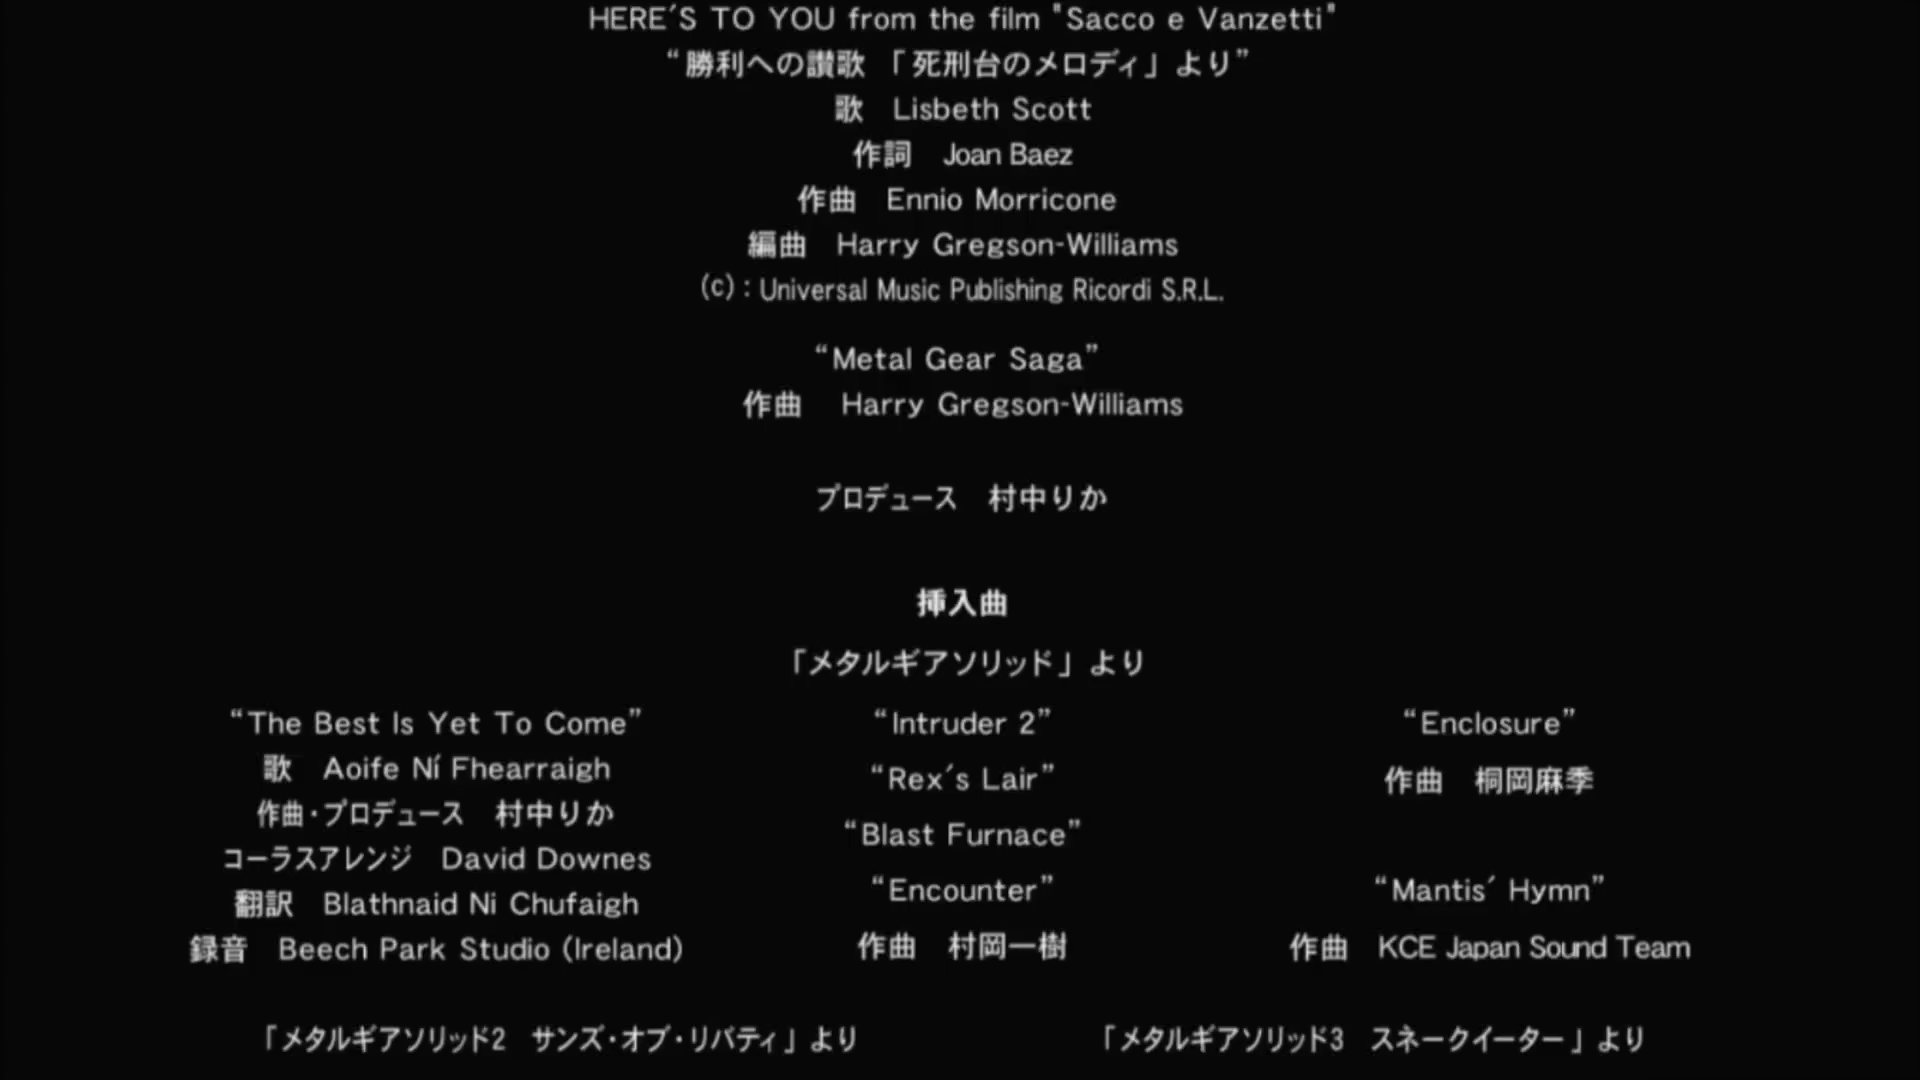 HERE´S TO YOU from the film "Sacco e Vanzetti"
“勝利への讃歌 「死刑台のメロディ」より”
歌　Lisbeth Scott
作詞　Joan Baez
作曲　Ennio Morricone
編曲　Harry Gregson-Williams
(c)：Universal Music Publishing Ricordi S.R.L.
“Metal Gear Saga”
作曲　Harry Gregson-Williams
プロデュース　村中りか
挿入曲
「メタルギアソリッド」より
“The Best Is Yet To Come”
歌　Aoife Ní Fhearraigh
作曲・プロデュース　村中りか
コーラスアレンジ　David Downes
翻訳　Blathnaid Ni Chufaigh
録音　Beech Park Studio (Ireland)
“Intruder 2”
“Rex´s Lair”
“Blast Furnace”
“Encounter”
作曲　村岡一樹
“Enclosure”
作曲　桐岡麻季
“Mantis´ Hymn”
作曲　KCE Japan Sound Team
「メタルギアソリッド2　サンズ・オブ・リバティ」より
「メタルギアソリッド3　スネークイーター」より